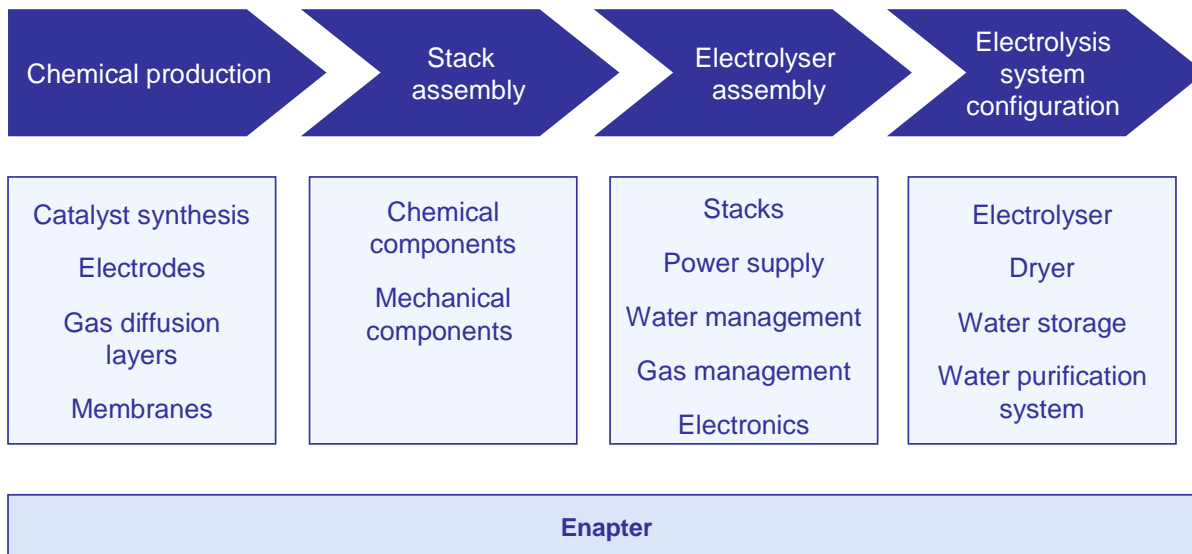 Chemical production
Stack
assembly
Electrolyser
assembly
Electrolysis
system
configuration
Catalyst synthesis
Electrodes
Gas diffusion
layers
Membranes
Chemical
components
Mechanical
components
Stacks
Power supply
Water management
Gas management
Electronics
Electrolyser
Dryer
Water storage
Water purification
system
Enapter